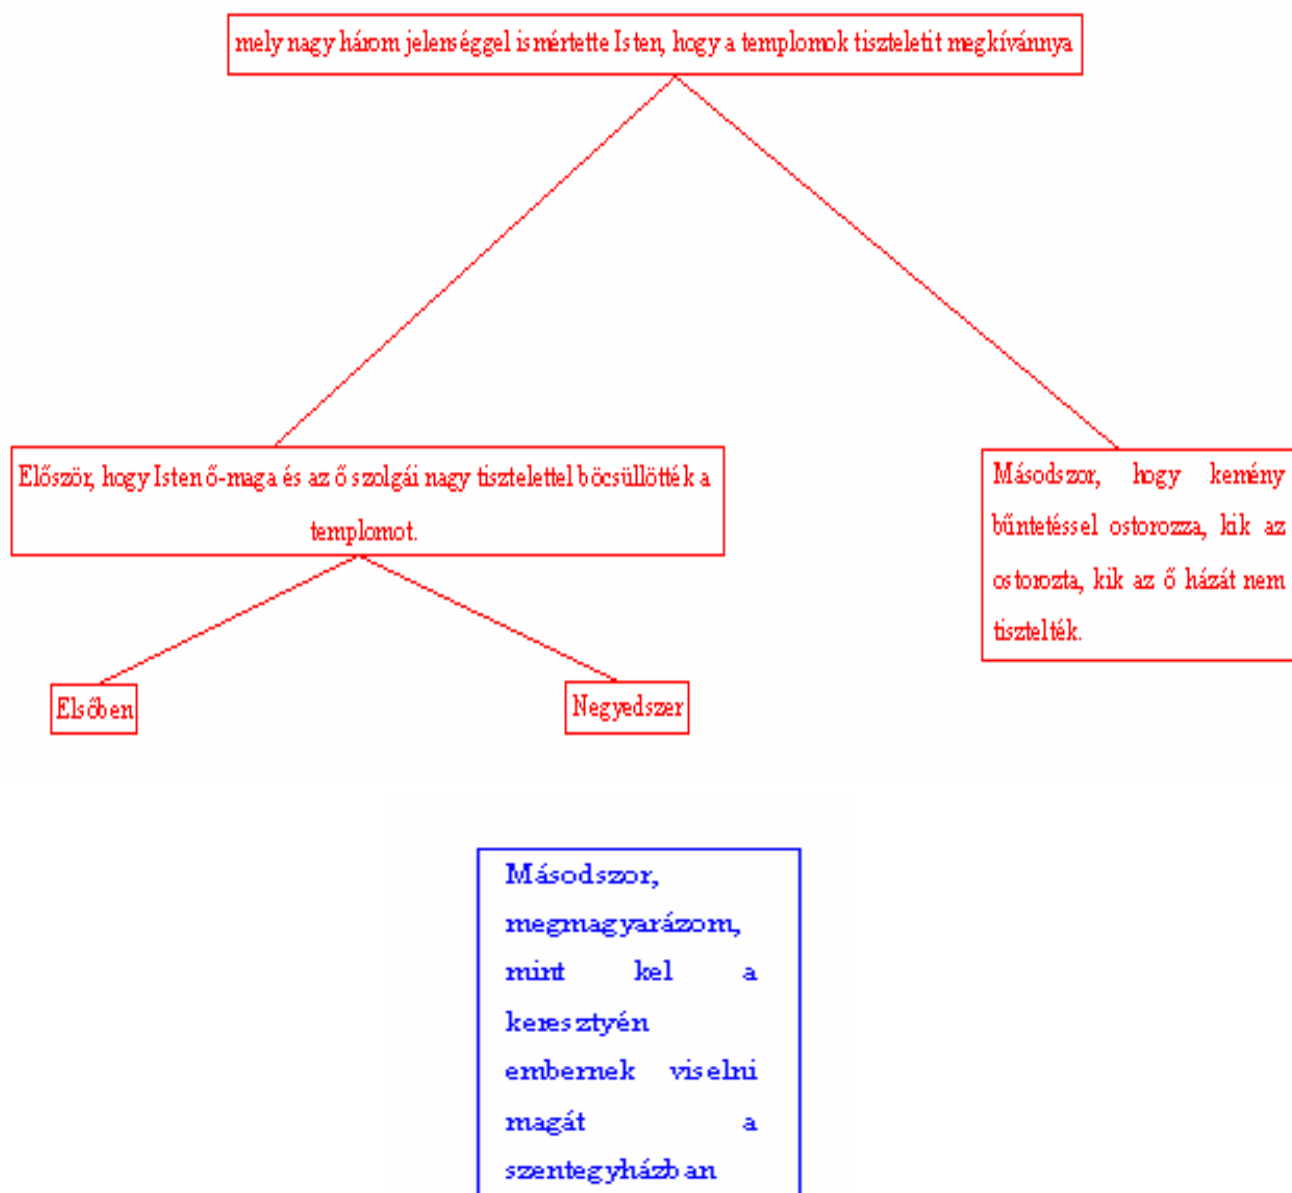 mely nagy három jelenséggel ismértette Isten, hogy a templomok tiszteletit megkívánnya
Először, hogy Isten ő-maga és az ő szolgái nagy tisztelettel böcsüllötték a
templomot.
Másodszor, hogy kemény
bűntetéssel ostorozza, kik az
ostorozta, kik az ő házát nem
tisztelték.
Elsőben
Negyedszer
Másodszor,
megmagyarázom,
mint kel a
keresztyén
embernek viselni
magát a
szentegyházban